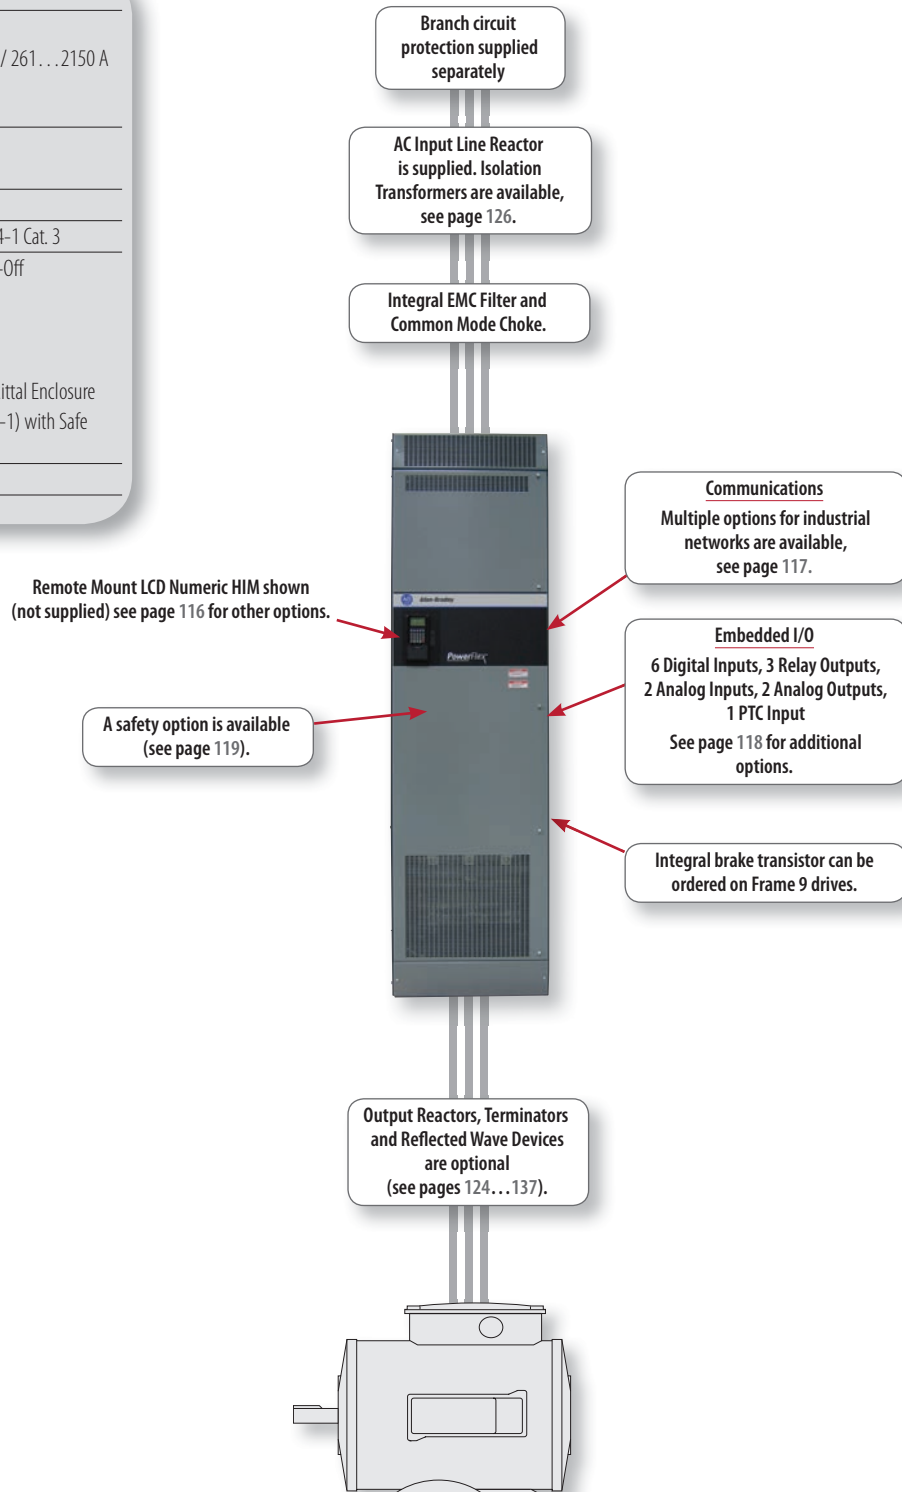 / 261...2150 A
4-1 Cat. 3
-Off
ittal Enclosure
-1) with Safe
Branch circuit
protection supplied
separately
AC Input Line Reactor
is supplied. Isolation
Transformers are available,
see page 126.
Integral EMC Filter and
Common Mode Choke.
Communications
Multiple options for industrial
networks are available,
see page 117.
Remote Mount LCD Numeric HIM shown
(not supplied) see page 116 for other options.
Allen-Bradley
PowerFlex
Embedded I/O
6 Digital Inputs, 3 Relay Outputs,
2 Analog Inputs, 2 Analog Outputs,
1 PTC Input
See page 118 for additional
options.
A safety option is available
(see page 119).
Integral brake transistor can be
ordered on Frame 9 drives.
Output Reactors, Terminators
and Reflected Wave Devices
are optional
(see pages 124...137).